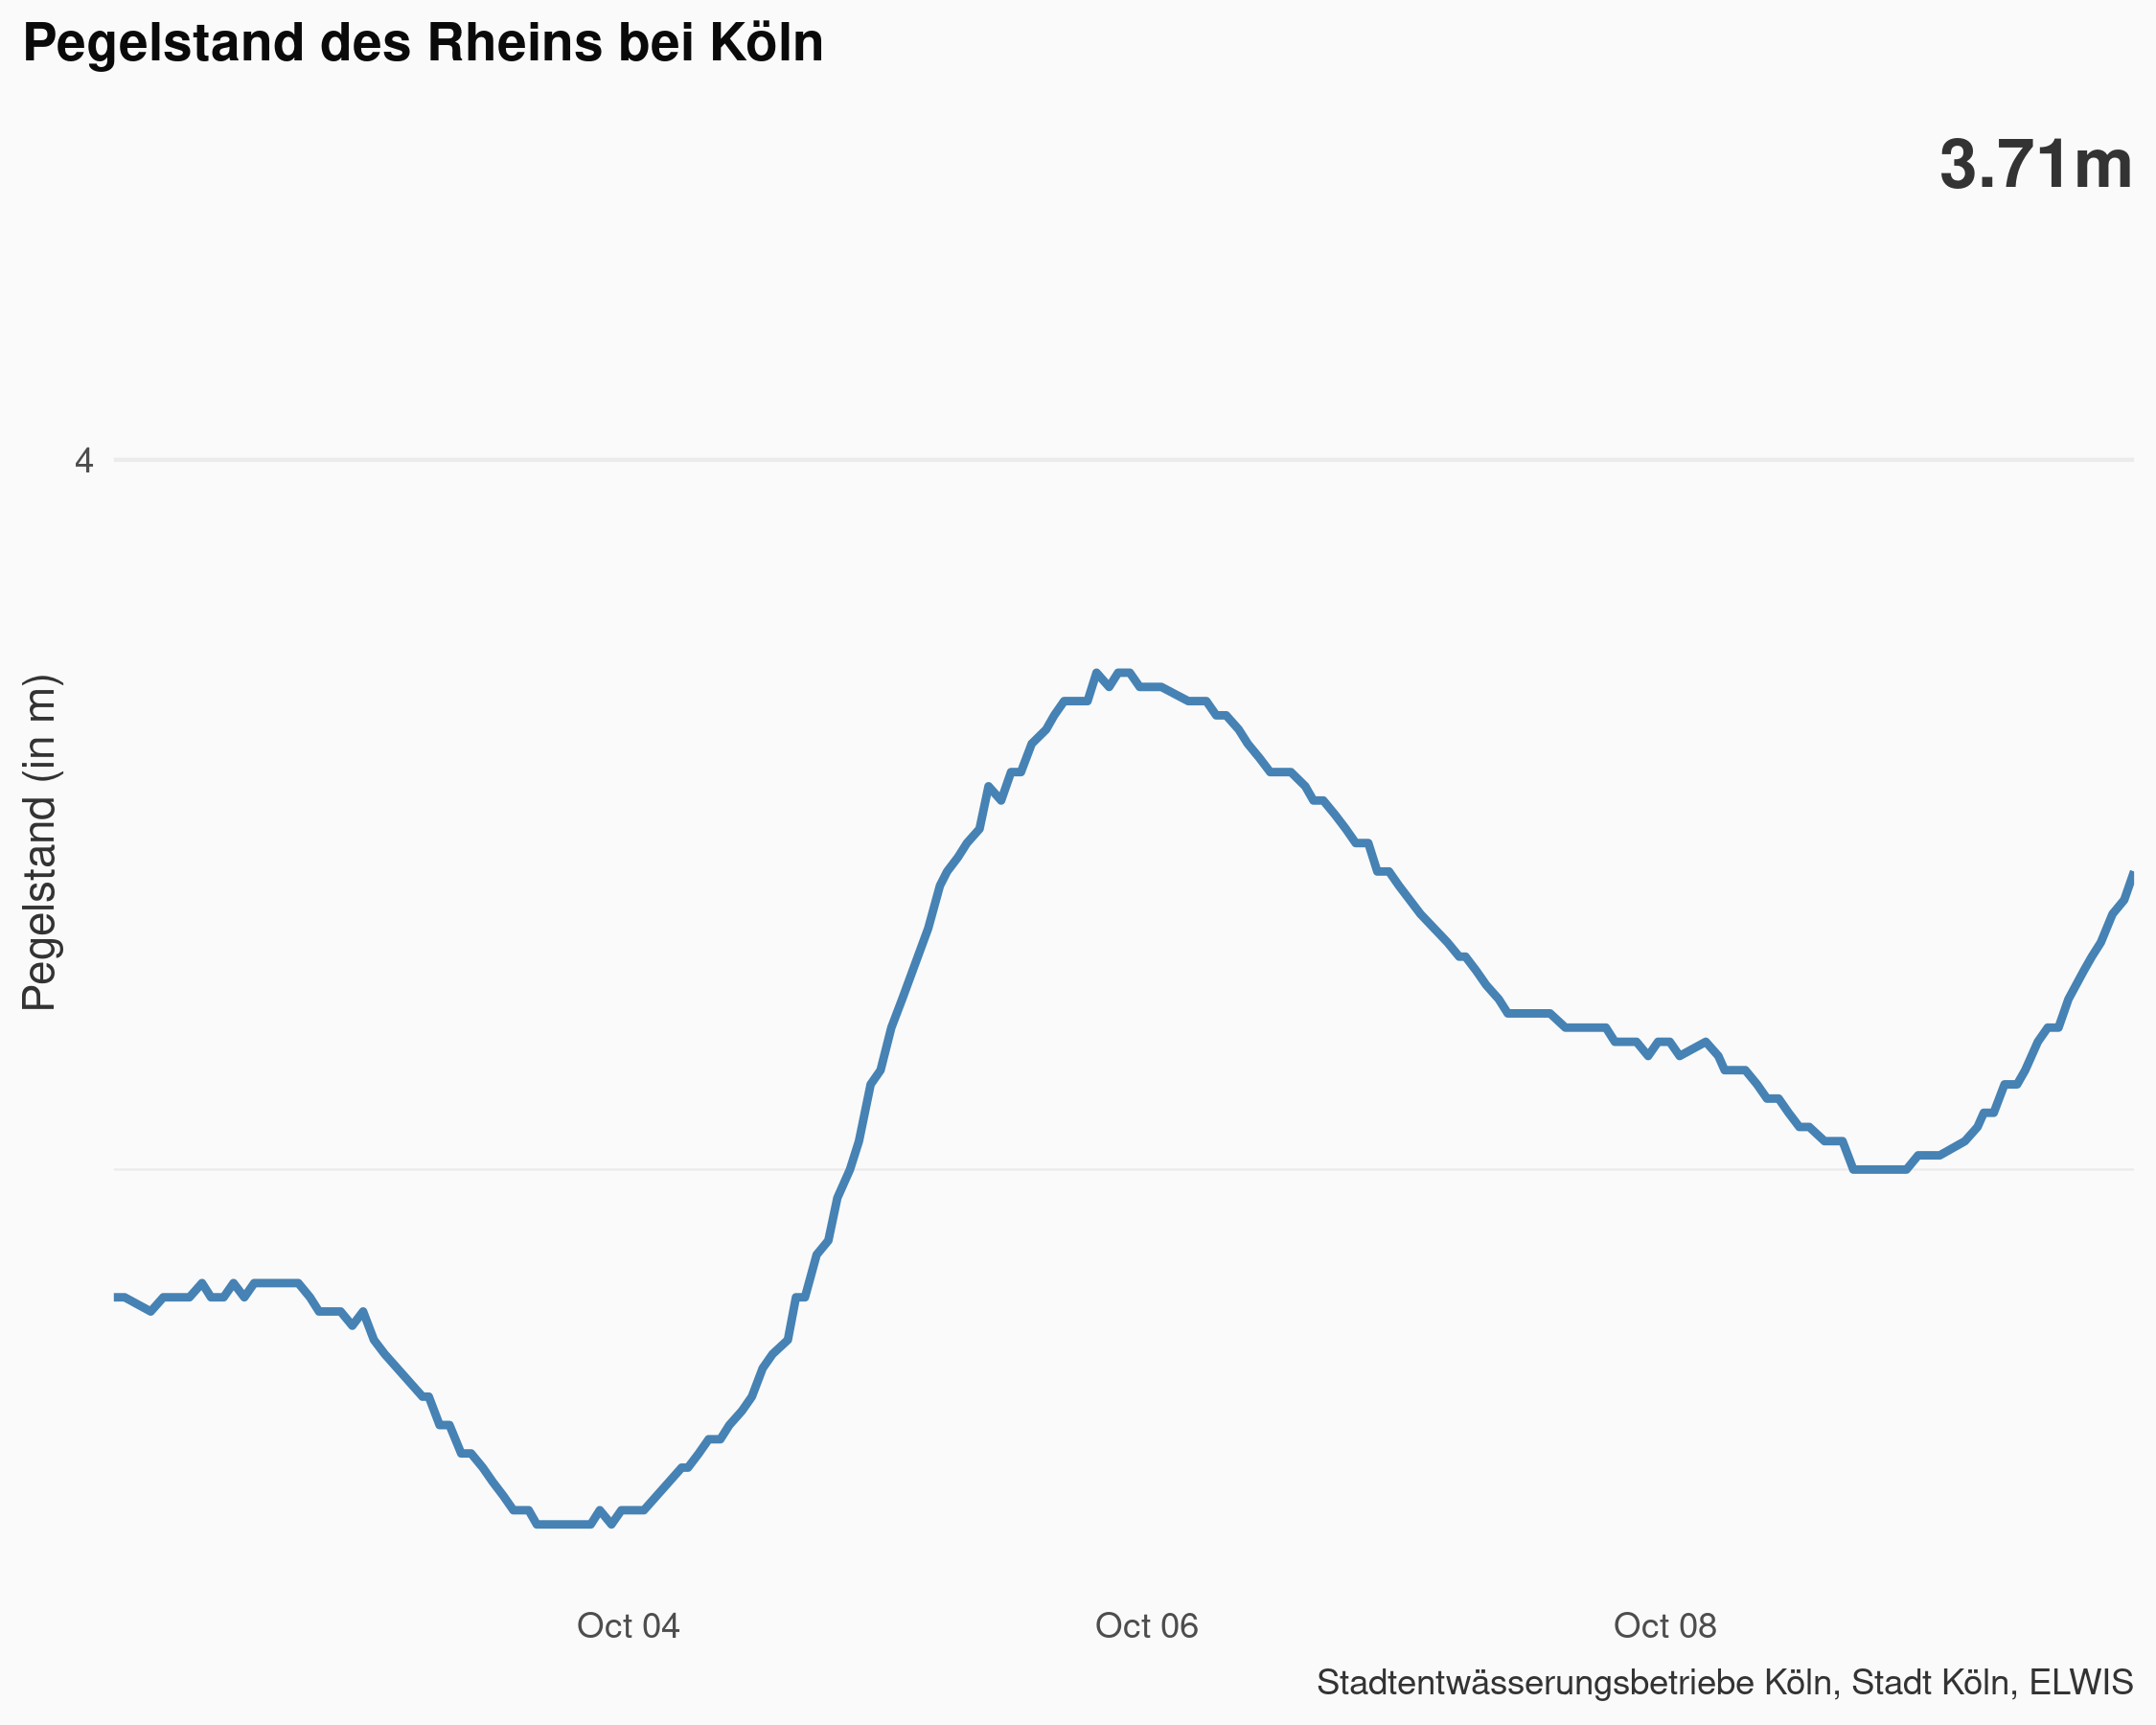 Pegelstand des Rheins bei Köln
3.71m
4
Pegelstand (in m)
Oct 04
Oct 06
Oct 08
Stadtentwässerungsbetriebe Köln, Stadt Köln, ELWIS